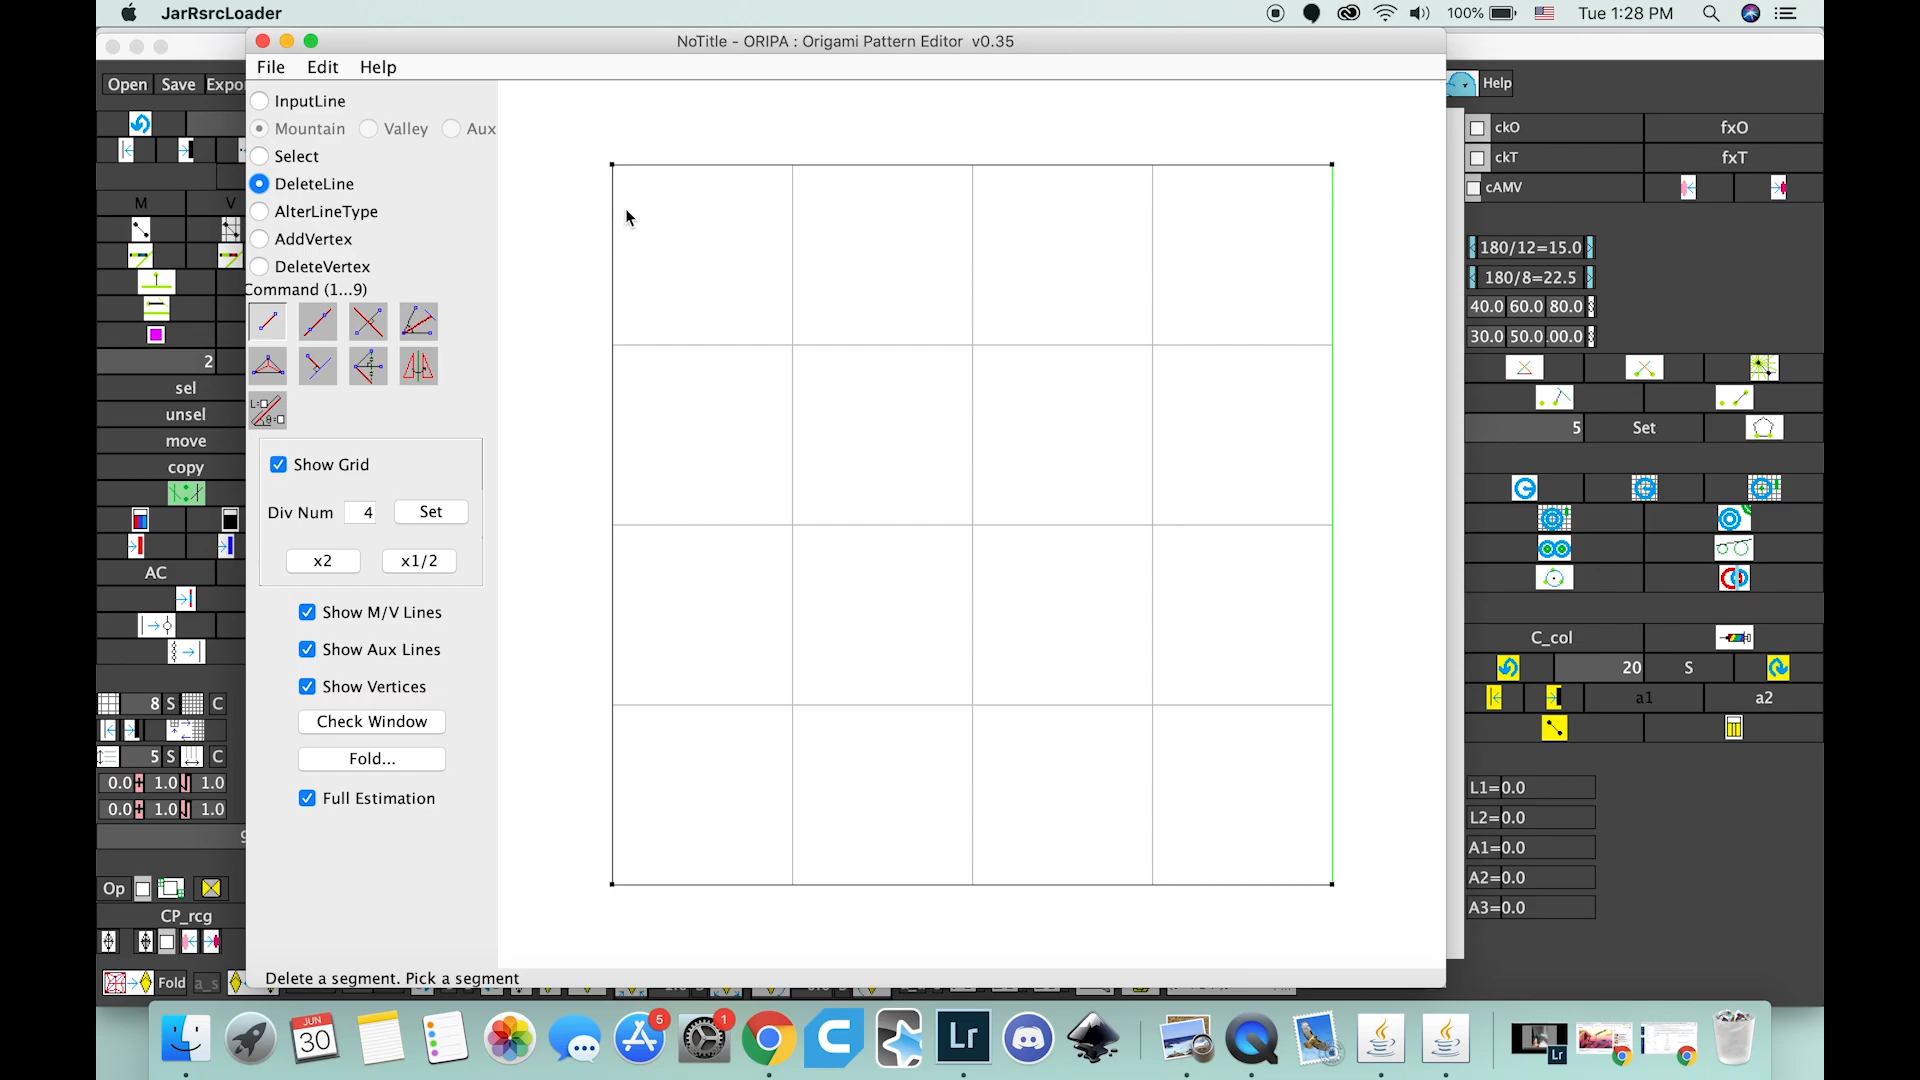 JarRsrcLoader
100%
Tue 1:28 PM
NoTitle - ORIPA : Origami Pattern Editor v0.35
File Edit Help
Open Save Expo
Help
InputLine
Mountain Valley Aux
Select
DeleteLine
AlterLineType
AddVertex
DeleteVertex
Command (1...9)
Show Grid
Div Num 4 Set
x2 x1/2
Show M/V Lines
Show Aux Lines
Show Vertices
Check Window
Fold...
Full Estimation
Delete a segment. Pick a segment
M V
2
sel
unsel
move
copy
AC
8 S C
5 S C
0.0 1.0 1.0
0.0 1.0 1.0
Op
CP_rcg
Fold a_s
ckO fxO
ckT fxT
cAMV
180/12=15.0
180/8=22.5
40.0 60.0 80.0
30.0 50.0 00.0
5 Set
C_col
20 S
a1 a2
L1=0.0
L2=0.0
A1=0.0
A2=0.0
A3=0.0
JUN
30
5
1
Lr
Lr